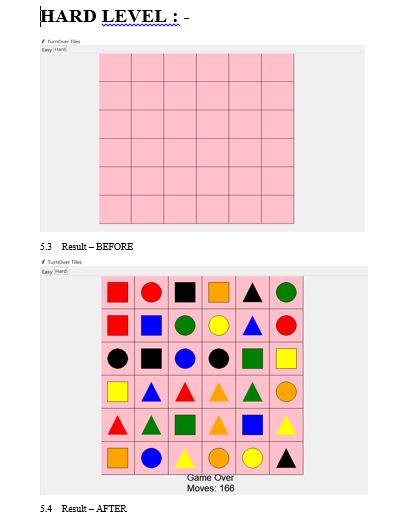 HARD LEVEL : -
TurnOver Tiles
Easy Hard
5.3 Result – BEFORE
TurnOver Tiles
Easy Hard
Game Over
Moves: 166
5.4 Result – AFTER